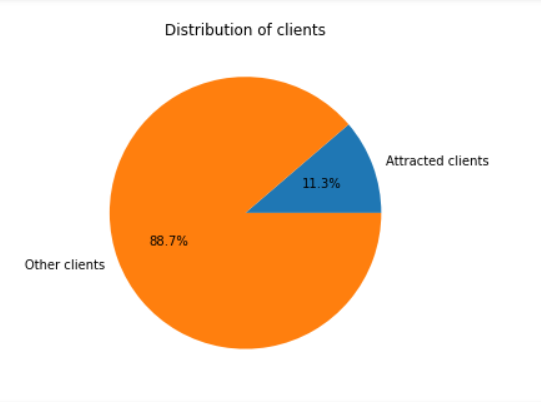 Distribution of clients
Attracted clients
11.3%
88.7%
Other clients